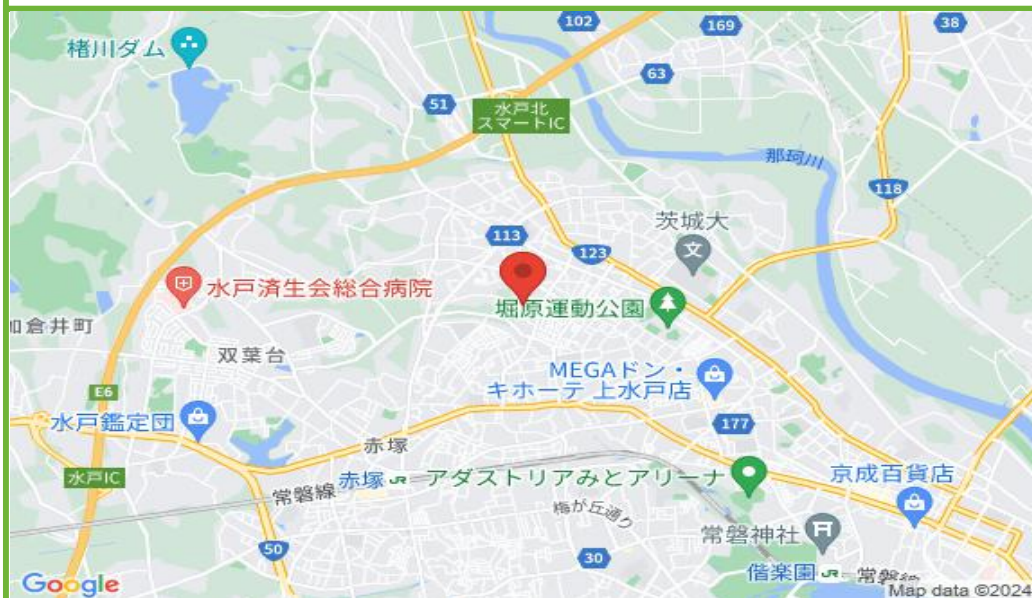 102
169
38
楮川ダム
63
51
水戸北
スマートIC
那珂川
118
茨城大
文
113
123
水戸済生会総合病院
堀原運動公園
加倉井町
双葉台
MEGAドン・
キホーテ 上水戸店
E6
水戸鑑定団
177
赤塚
水戸IC
赤塚 JR
アダストリアみとアリーナ
京成百貨店
常磐線
梅が丘通り
常磐神社
50
30
偕楽園 JR
常磐線
Google
Map data ©2024